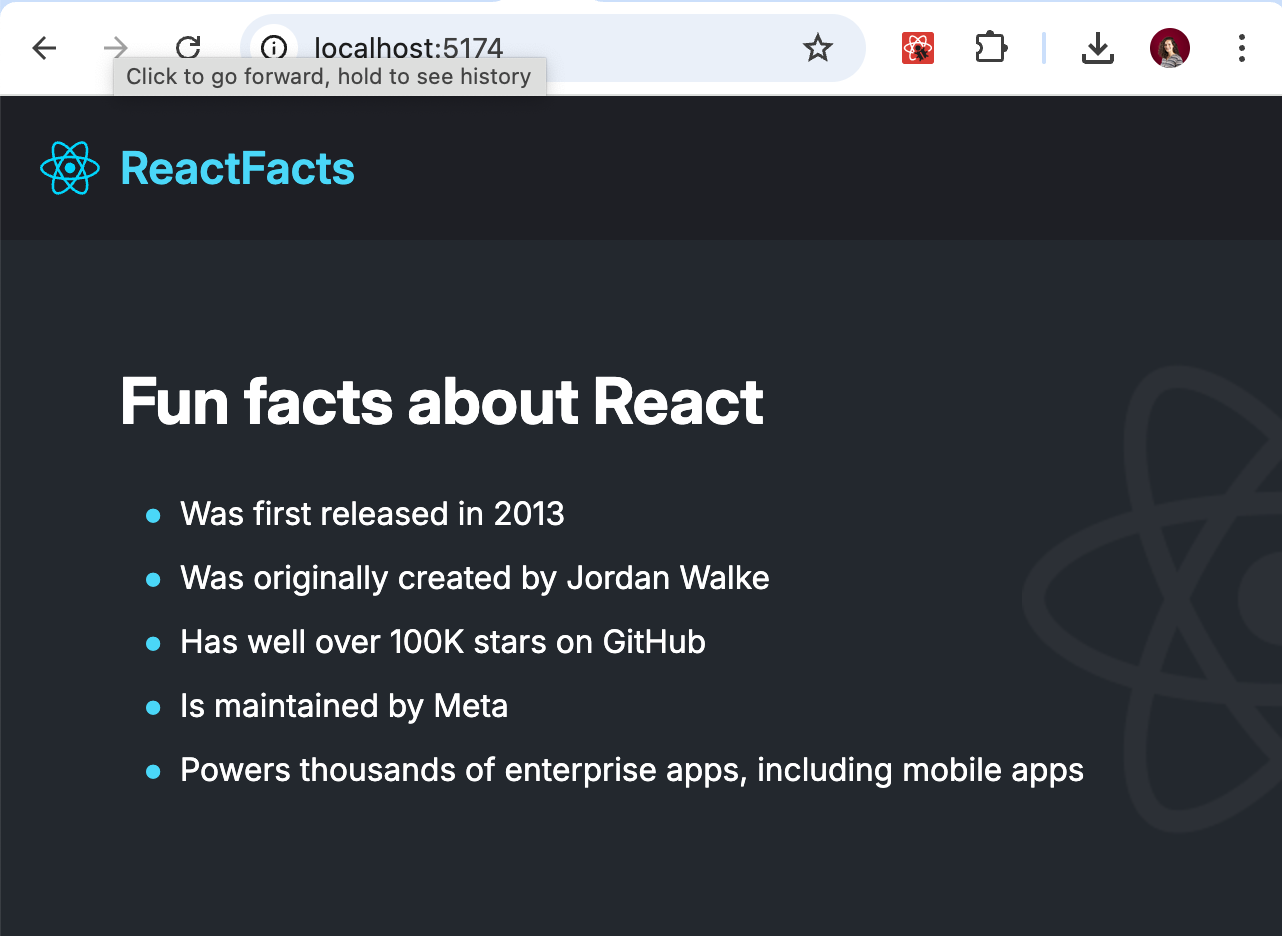 localhost:5174
Click to go forward, hold to see history
ReactFacts
Fun facts about React
Was first released in 2013
Was originally created by Jordan Walke
Has well over 100K stars on GitHub
Is maintained by Meta
Powers thousands of enterprise apps, including mobile apps